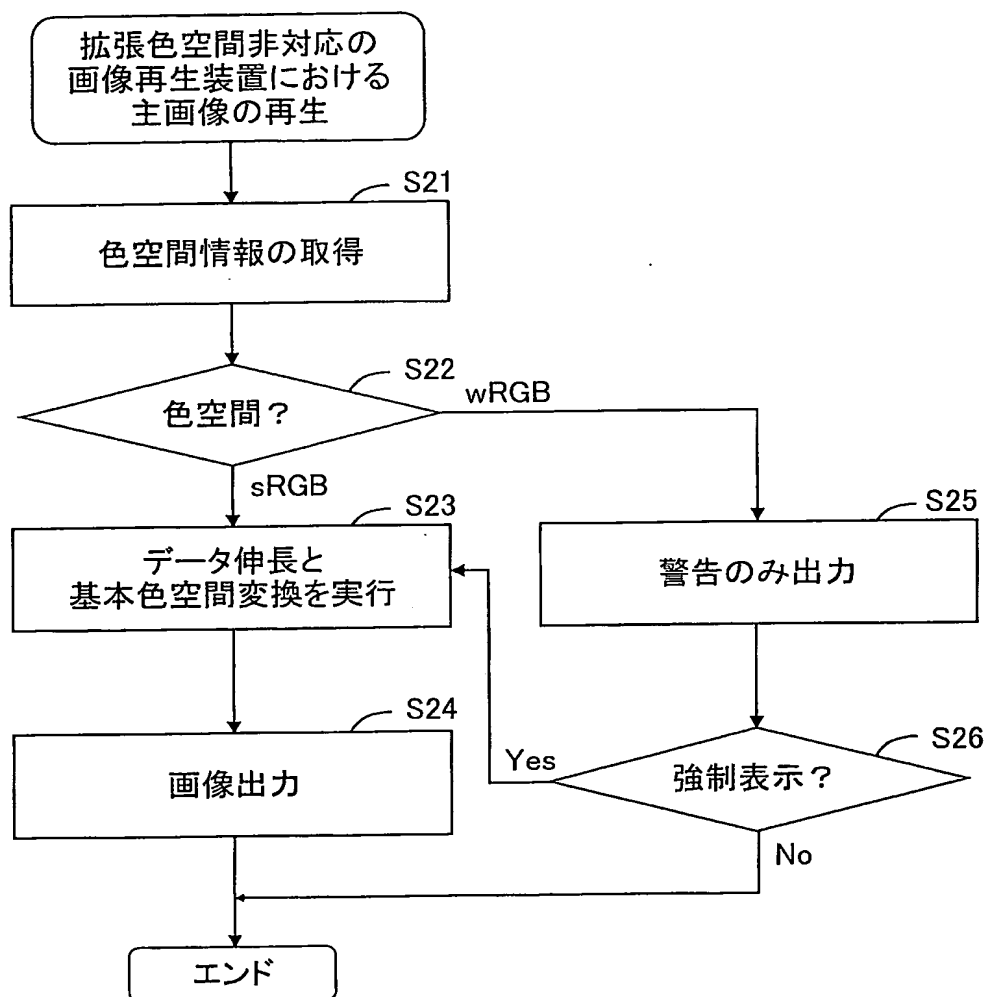 拡張色空間非対応の
画像再生装置における
主画像の再生
S21
色空間情報の取得
S22
色空間？
wRGB
sRGB
S23
データ伸長と
基本色空間変換を実行
S25
警告のみ出力
S24
画像出力
S26
強制表示？
Yes
No
エンド